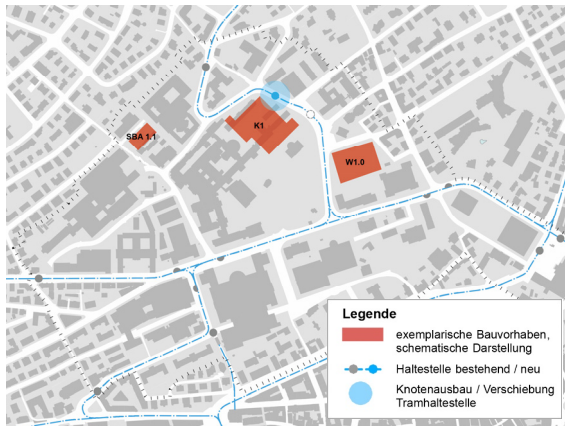 SBA 1.1
K1
W1.0
Legende
exemplarische Bauvorhaben,
schematische Darstellung
Haltestelle bestehend / neu
Knotenausbau / Verschiebung
Tramhaltestelle